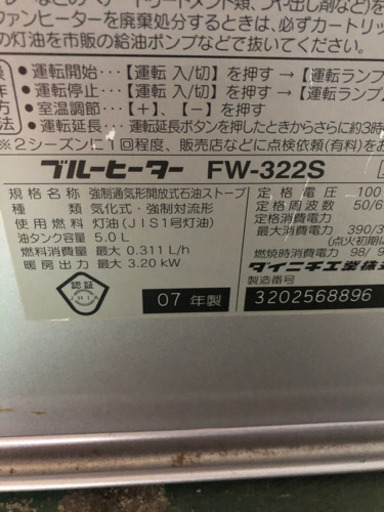 ファンヒーターを廃棄処分するときは、必ずカートリッ
の灯油を市販の給油ポンプなどで抜いてください。
●運転開始…【運転 入/切】を押す→【運転ランプ
●運転停止…【運転 入/切】を押す→【運転ランプ
●室温調節…【+】、【-】を押す
●運転延長…運転延長ボタンを押したときからさらに約3時
※2シーズンに1回程度、販売店などに点検依頼(有料)をお
ブルーヒーター FW-322S
規格名称 強制通気形開放式石油ストーブ
種類 気化式・強制対流形
使用燃料 灯油(JIS1号灯油)
油タンク容量 5.0 L
燃料消費量 最大 0.311 L/h
暖房出力 最大 3.20 kW
定格電圧 100
定格周波数 50/6
定格消費電力
最大 390/3
(点火初期
燃焼時消費電力 98/9
認証
JHIA
07 年製
ダイニチ工業株
製造番号
3202568896